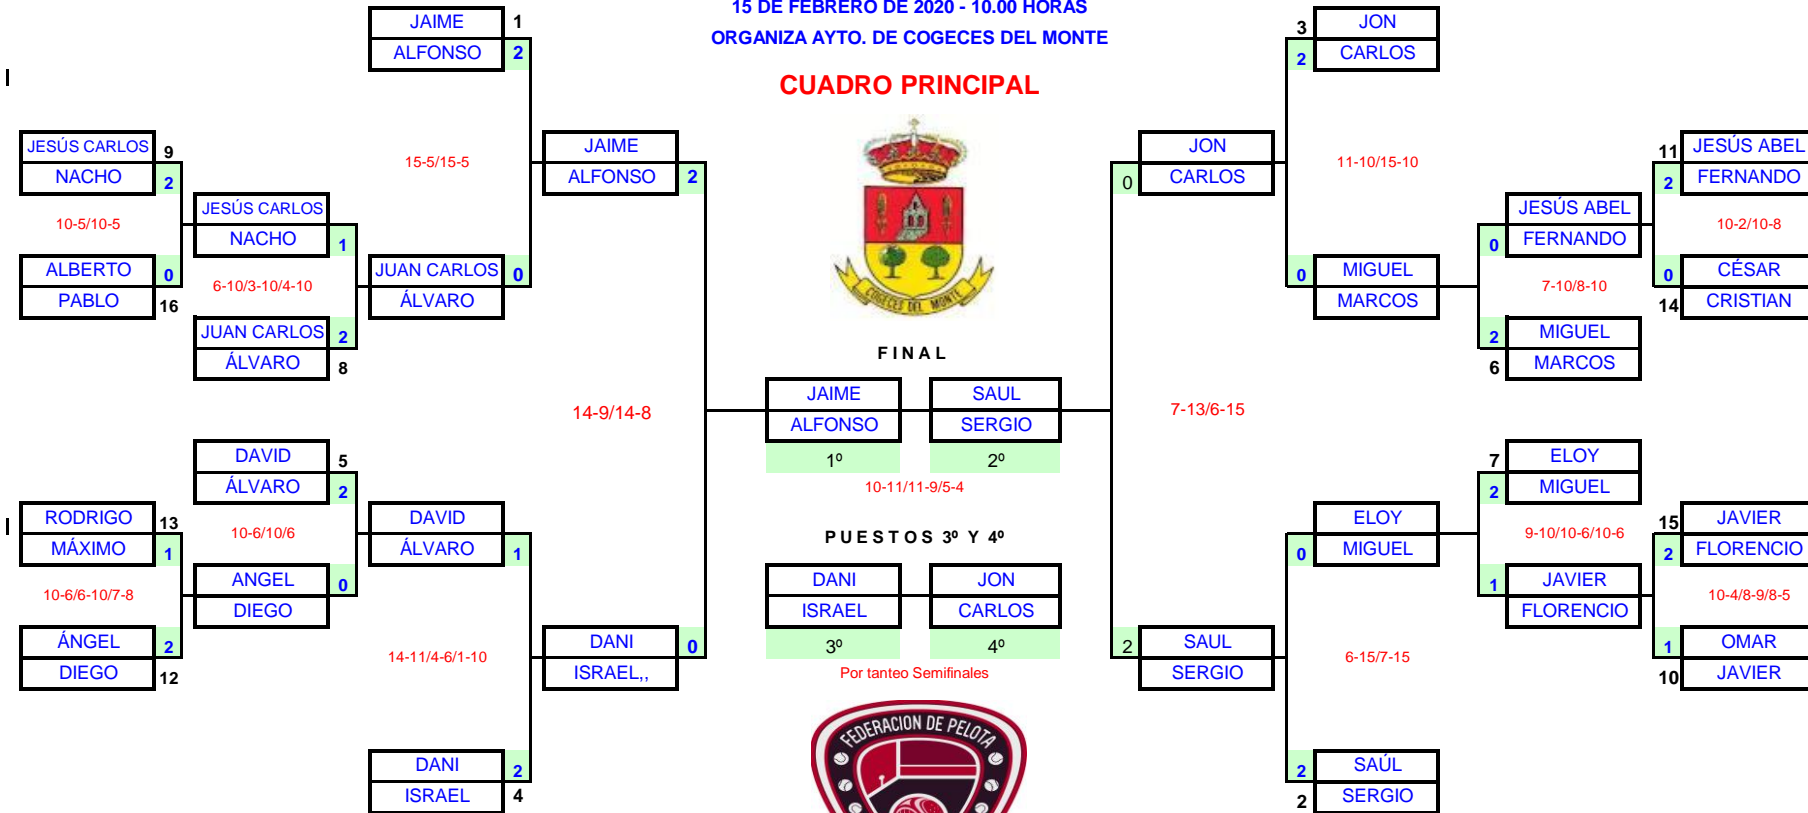 15 DE FEBRERO DE 2020 - 10.00 HORAS
ORGANIZA AYTO. DE COGECES DEL MONTE
CUADRO PRINCIPAL
JAIME 1
ALFONSO 2
15-5/15-5
JESÚS CARLOS 9
NACHO 2
10-5/10-5
ALBERTO 0
PABLO 16
JESÚS CARLOS
NACHO 1
6-10/3-10/4-10
JUAN CARLOS 2
ÁLVARO 8
JUAN CARLOS 0
ÁLVARO
JAIME
ALFONSO 2
14-9/14-8
DAVID 5
ÁLVARO 2
10-6/10/6
RODRIGO 13
MÁXIMO 1
10-6/6-10/7-8
ÁNGEL 2
DIEGO 12
ANGEL 0
DIEGO
DAVID
ÁLVARO 1
14-11/4-6/1-10
DANI 2
ISRAEL 4
DANI 0
ISRAEL,,
COGECES DEL MONTE
FINAL
JAIME SAUL
ALFONSO SERGIO
1º 2º
10-11/11-9/5-4
PUESTOS 3º Y 4º
DANI JON
ISRAEL CARLOS
3º 4º
Por tanteo Semifinales
FEDERACION DE PELOTA
3 JON
2 CARLOS
11-10/15-10
JON
0 CARLOS
0 MIGUEL
MARCOS
JESÚS ABEL
0 FERNANDO
7-10/8-10
2 MIGUEL
6 MARCOS
11 JESÚS ABEL
2 FERNANDO
10-2/10-8
0 CÉSAR
14 CRISTIAN
7-13/6-15
7 ELOY
2 MIGUEL
9-10/10-6/10-6
1 JAVIER
FLORENCIO
15 JAVIER
2 FLORENCIO
10-4/8-9/8-5
1 OMAR
10 JAVIER
ELOY
0 MIGUEL
6-15/7-15
2 SAUL
SERGIO
2 SAÚL
2 SERGIO